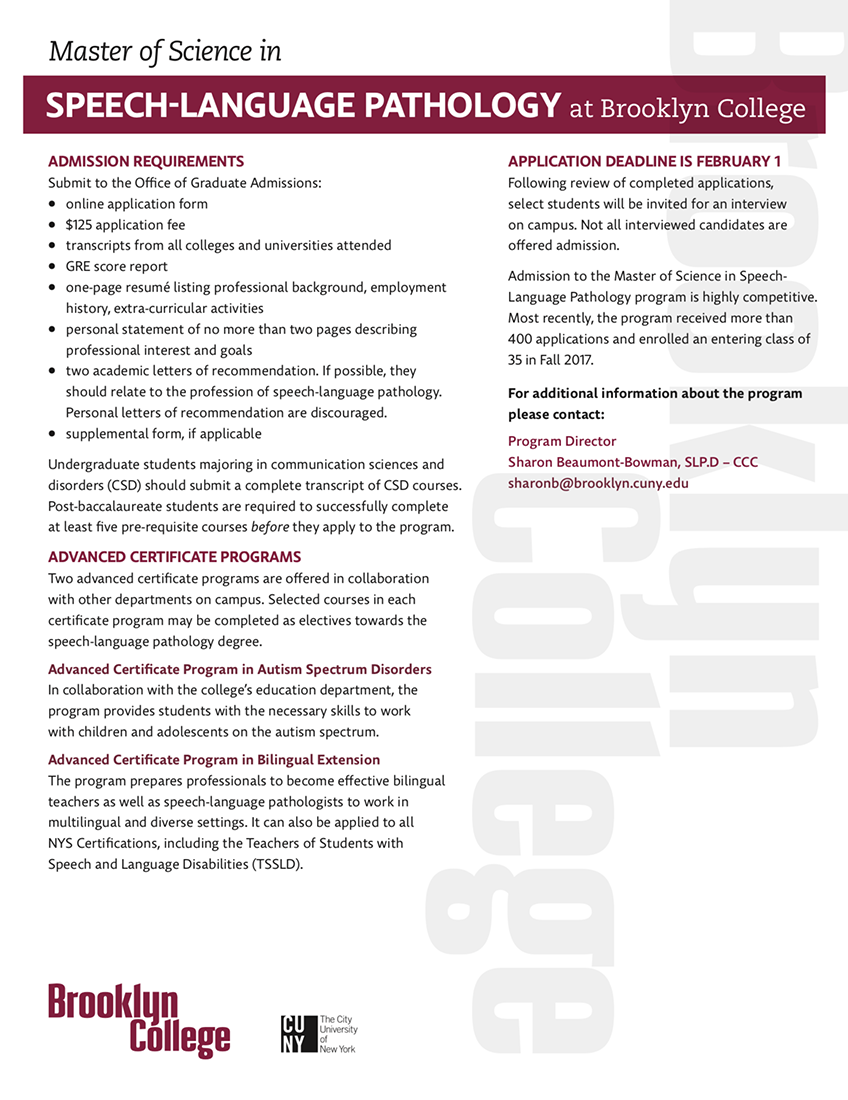 Master of Science in
SPEECH-LANGUAGE PATHOLOGY at Brooklyn College
ADMISSION REQUIREMENTS
Submit to the Office of Graduate Admissions:
• online application form
• $125 application fee
• transcripts from all colleges and universities attended
• GRE score report
• one-page resumé listing professional background, employment
history, extra-curricular activities
• personal statement of no more than two pages describing
professional interest and goals
• two academic letters of recommendation. If possible, they
should relate to the profession of speech-language pathology.
Personal letters of recommendation are discouraged.
• supplemental form, if applicable
Undergraduate students majoring in communication sciences and
disorders (CSD) should submit a complete transcript of CSD courses.
Post-baccalaureate students are required to successfully complete
at least five pre-requisite courses before they apply to the program.
ADVANCED CERTIFICATE PROGRAMS
Two advanced certificate programs are offered in collaboration
with other departments on campus. Selected courses in each
certificate program may be completed as electives towards the
speech-language pathology degree.
Advanced Certificate Program in Autism Spectrum Disorders
In collaboration with the college's education department, the
program provides students with the necessary skills to work
with children and adolescents on the autism spectrum.
Advanced Certificate Program in Bilingual Extension
The program prepares professionals to become effective bilingual
teachers as well as speech-language pathologists to work in
multilingual and diverse settings. It can also be applied to all
NYS Certifications, including the Teachers of Students with
Speech and Language Disabilities (TSSLD).
APPLICATION DEADLINE IS FEBRUARY 1
Following review of completed applications,
select students will be invited for an interview
on campus. Not all interviewed candidates are
offered admission.
Admission to the Master of Science in Speech-
Language Pathology program is highly competitive.
Most recently, the program received more than
400 applications and enrolled an entering class of
35 in Fall 2017.
For additional information about the program
please contact:
Program Director
Sharon Beaumont-Bowman, SLP.D – CCC
sharonb@brooklyn.cuny.edu
Brooklyn
College
Brooklyn
College
CU
NY
The City
University
of
New York